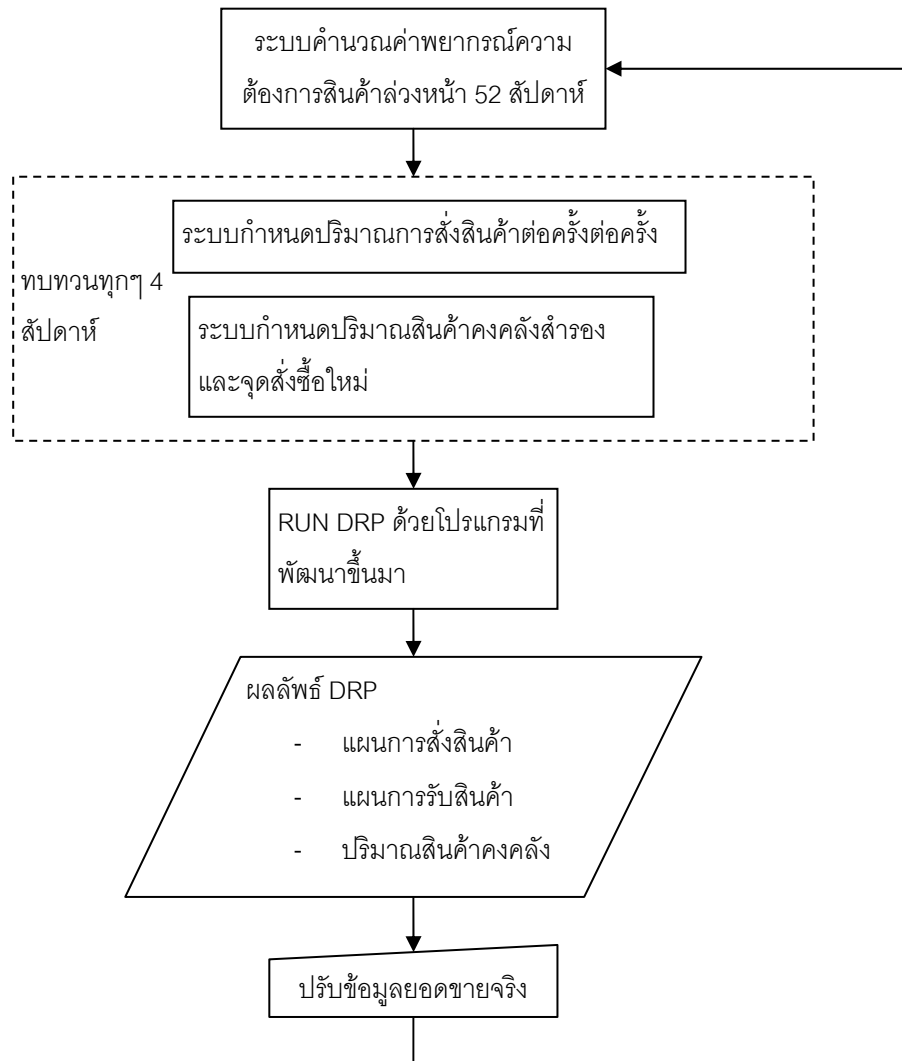 ระบบคำนวณค่าพยากรณ์ความ
ต้องการสินค้าล่วงหน้า 52 สัปดาห์
ระบบกำหนดปริมาณการสั่งสินค้าต่อครั้งต่อครั้ง
ทบทวนทุกๆ 4
สัปดาห์
ระบบกำหนดปริมาณสินค้าคงคลังสำรอง
และจุดสั่งซื้อใหม่
RUN DRP ด้วยโปรแกรมที่
พัฒนาขึ้นมา
ผลลัพธ์ DRP
- แผนการสั่งสินค้า
- แผนการรับสินค้า
- ปริมาณสินค้าคงคลัง
ปรับข้อมูลยอดขายจริง